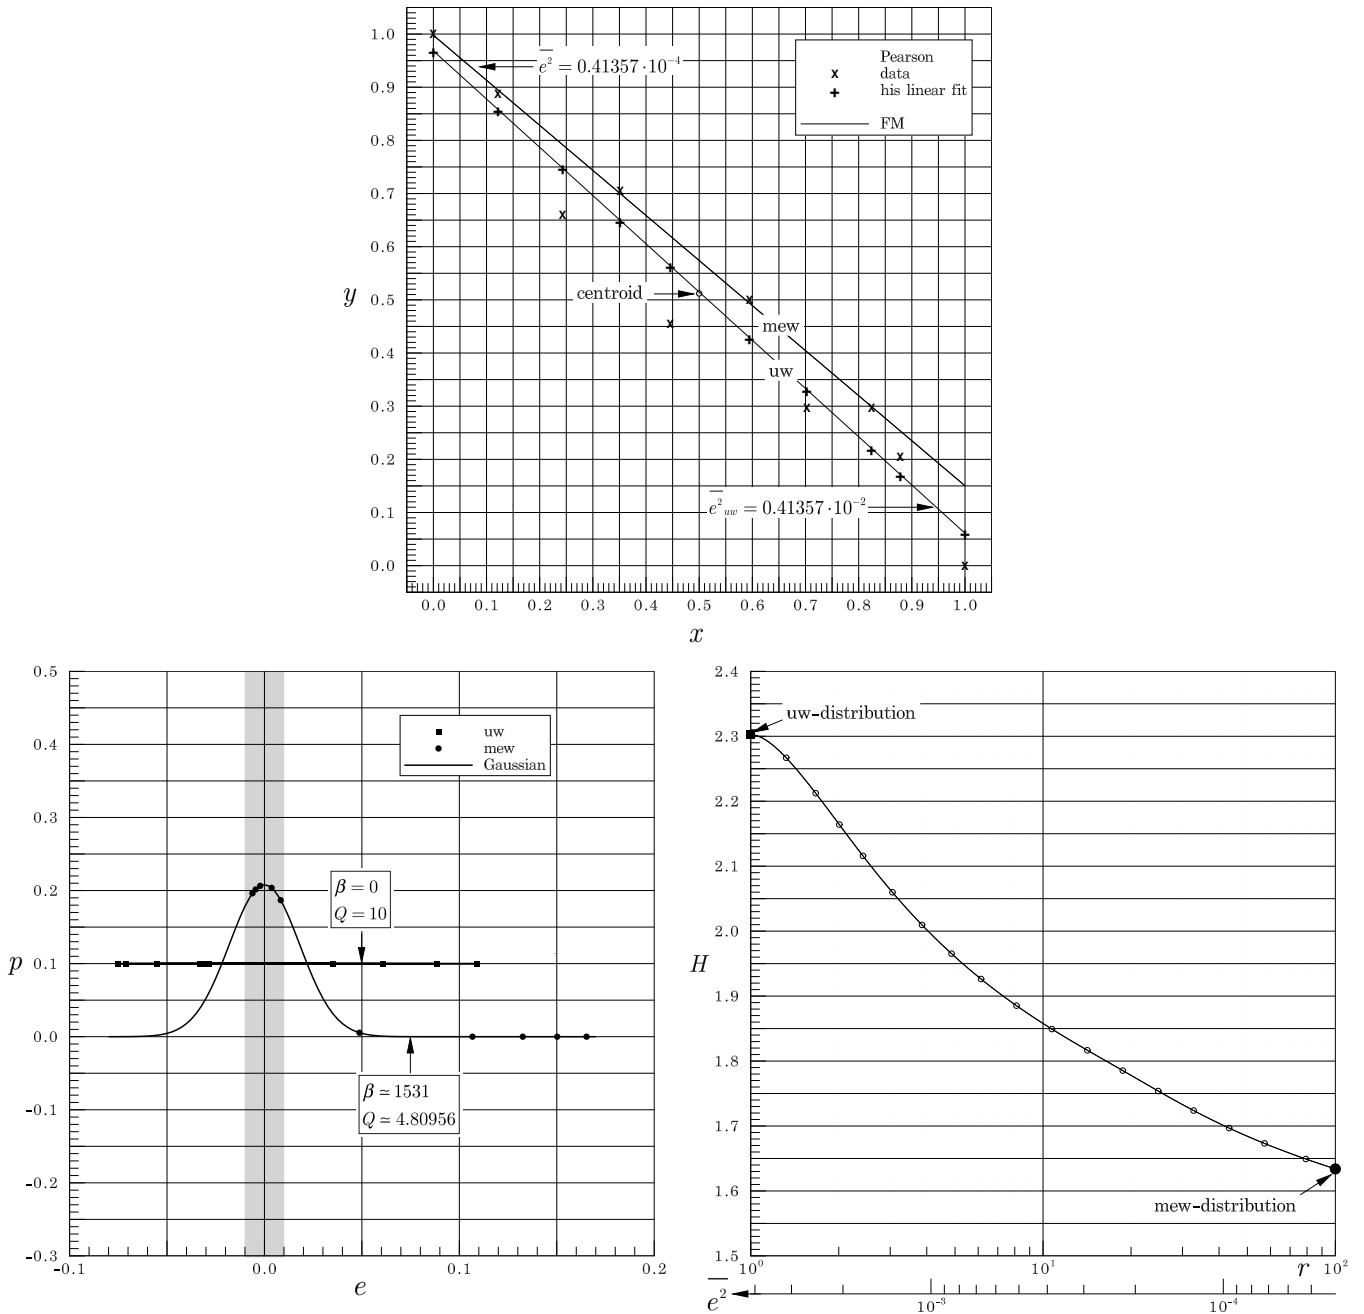 1.0
0.9
0.8
0.7
0.6
0.5
0.4
0.3
0.2
0.1
0.0
y
e² = 0.41357·10⁻⁴
Pearson
x data
+ his linear fit
FM
centroid
mew
uw
e²uw = 0.41357·10⁻²
0.0 0.1 0.2 0.3 0.4 0.5 0.6 0.7 0.8 0.9 1.0
x
0.5
0.4
0.3
0.2
0.1
0.0
-0.1
-0.2
-0.3
p
uw
mew
Gaussian
β = 0
Q = 10
β ≃ 1531
Q ≃ 4.80956
-0.1 0.0 0.1 0.2
e
2.4
2.3
2.2
2.1
2.0
1.9
1.8
1.7
1.6
1.5
H
uw-distribution
mew-distribution
10⁰ 10¹ r 10²
e² 10⁻³ 10⁻⁴